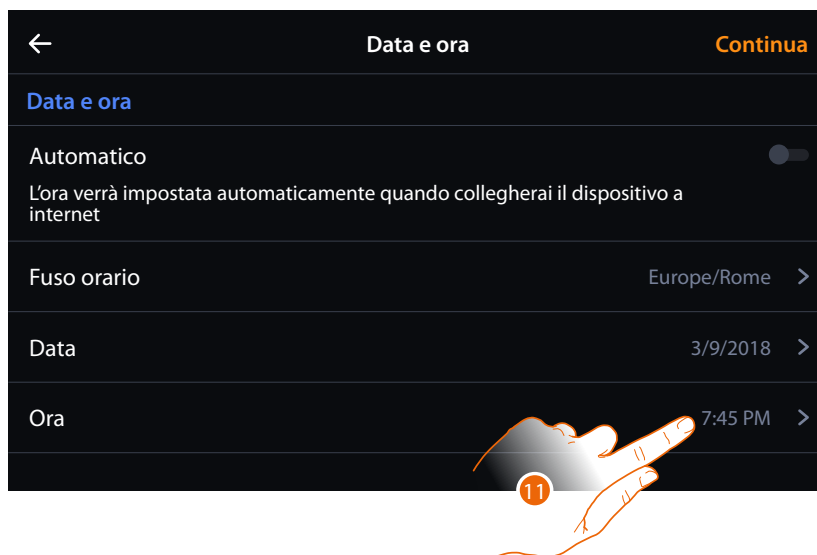 Data e ora
Continua
Data e ora
Automatico
L'ora verrà impostata automaticamente quando collegherai il dispositivo a
internet
Fuso orario
Europe/Rome
Data
3/9/2018
Ora
7:45 PM
11